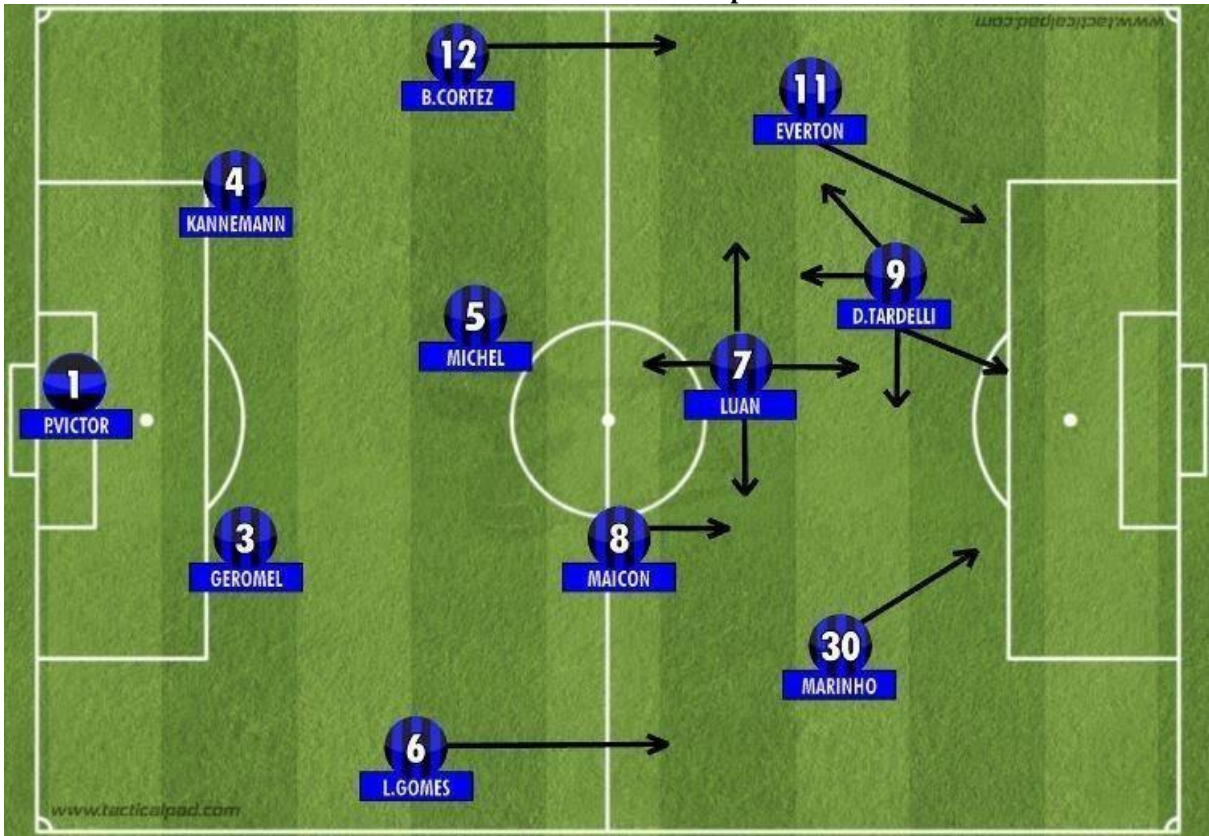 www.tacticalpad.com
12
B.CORTEZ
11
EVERTON
4
KANNEMANN
9
D.TARDELLI
5
MICHEL
7
LUAN
1
P.VICTOR
3
GEROMEL
8
MAICON
30
MARINHO
6
L.GOMES
www.tacticalpad.com